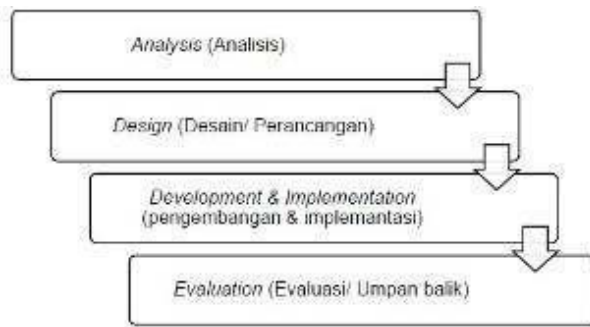 Analysis (Analisis)
Design (Desain/ Perancangan)
Development & Implementation
(pengembangan & implemantasi)
Evaluation (Evaluasi/ Umpan balik)